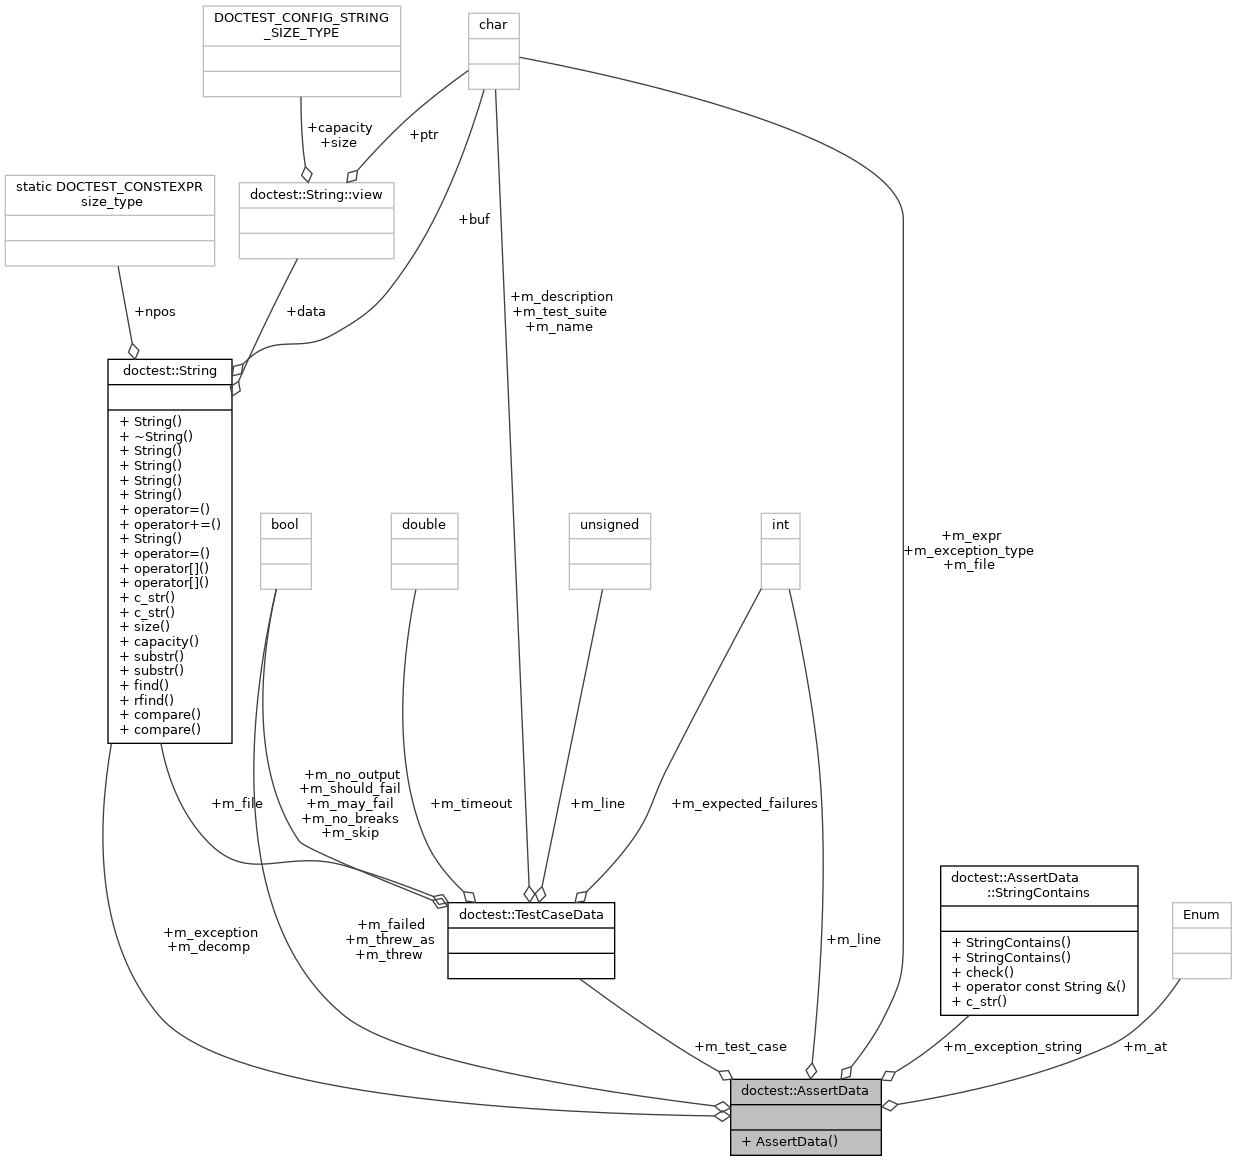 DOCTEST_CONFIG_STRING
_SIZE_TYPE
char
+capacity
+size
+ptr
static DOCTEST_CONSTEXPR
size_type
doctest::String::view
+buf
+npos
+data
+m_description
+m_test_suite
+m_name
doctest::String
+ String()
+ ~String()
+ String()
+ String()
+ String()
+ String()
+ operator=()
+ operator+=()
+ String()
+ operator=()
+ operator[]()
+ operator[]()
+ c_str()
+ c_str()
+ size()
+ capacity()
+ substr()
+ substr()
+ find()
+ rfind()
+ compare()
+ compare()
bool
double
unsigned
int
+m_expr
+m_exception_type
+m_file
+m_file
+m_no_output
+m_should_fail
+m_may_fail
+m_no_breaks
+m_skip
+m_timeout
+m_line
+m_expected_failures
+m_exception
+m_decomp
+m_failed
+m_threw_as
+m_threw
doctest::TestCaseData
+m_line
doctest::AssertData
::StringContains
+ StringContains()
+ StringContains()
+ check()
+ operator const String &()
+ c_str()
Enum
+m_test_case
+m_exception_string
+m_at
doctest::AssertData
+ AssertData()